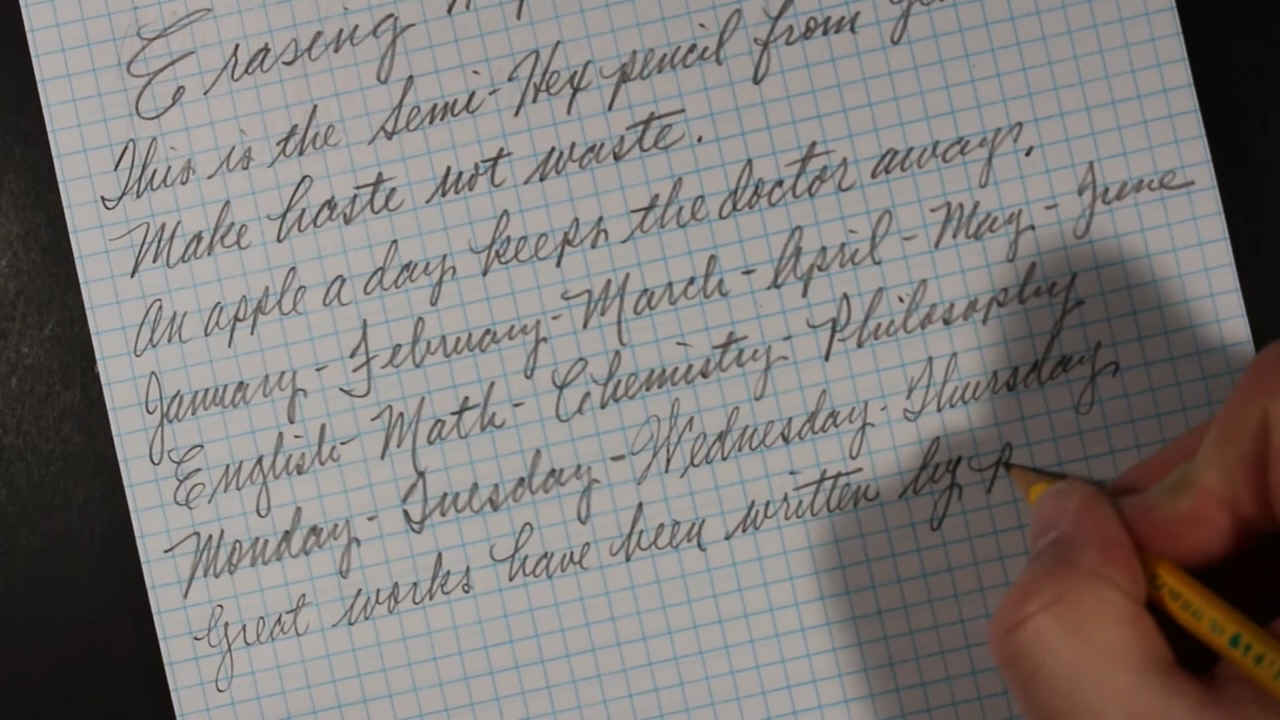 Erasing
This is the Semi-Hex pencil from
Make haste not waste.
An apple a day keeps the doctor away.
January - February - March - April - May - June
English - Math - Chemistry - Philosophy
Monday - Tuesday - Wednesday - Thursday,
Great works have been written by p